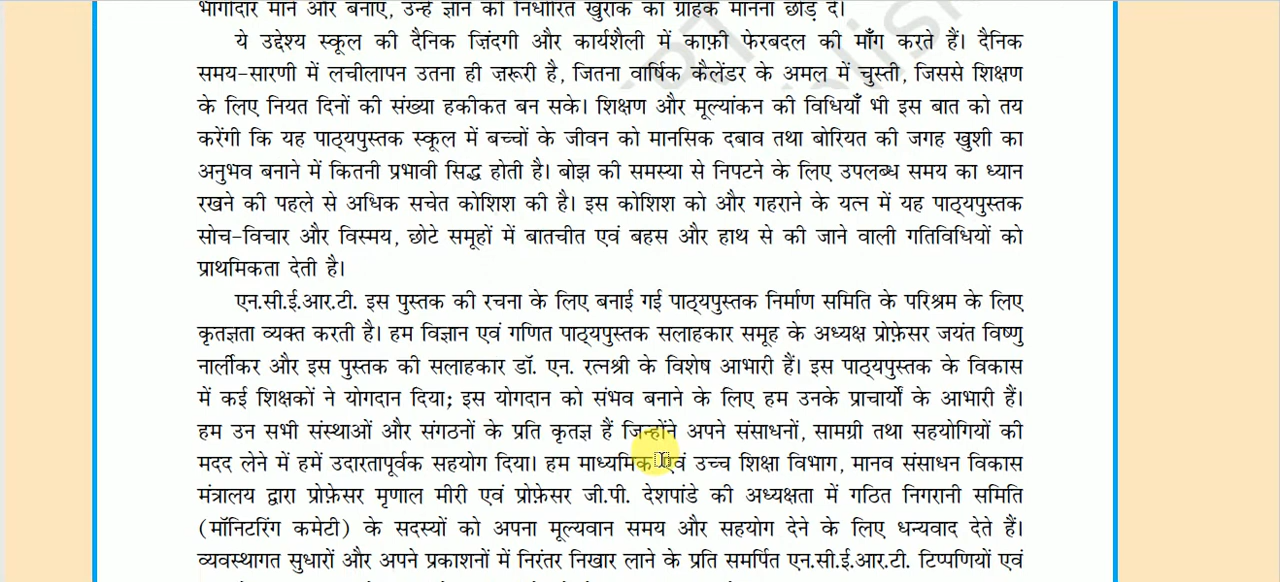 भागीदार मानें और बनाएँ, उन्हें ज्ञान की निर्धारित खुराक का ग्राहक मानना छोड़ दें।
ये उद्देश्य स्कूल की दैनिक ज़िंदगी और कार्यशैली में काफ़ी फेरबदल की माँग करते हैं। दैनिक
समय-सारणी में लचीलापन उतना ही ज़रूरी है, जितना वार्षिक कैलेंडर के अमल में चुस्ती, जिससे शिक्षण
के लिए नियत दिनों की संख्या हकीकत बन सके। शिक्षण और मूल्यांकन की विधियाँ भी इस बात को तय
करेंगी कि यह पाठ्यपुस्तक स्कूल में बच्चों के जीवन को मानसिक दबाव तथा बोरियत की जगह खुशी का
अनुभव बनाने में कितनी प्रभावी सिद्ध होती है। बोझ की समस्या से निपटने के लिए उपलब्ध समय का ध्यान
रखने की पहले से अधिक सचेत कोशिश की है। इस कोशिश को और गहराने के यत्न में यह पाठ्यपुस्तक
सोच-विचार और विस्मय, छोटे समूहों में बातचीत एवं बहस और हाथ से की जाने वाली गतिविधियों को
प्राथमिकता देती है।
एन.सी.ई.आर.टी. इस पुस्तक की रचना के लिए बनाई गई पाठ्यपुस्तक निर्माण समिति के परिश्रम के लिए
कृतज्ञता व्यक्त करती है। हम विज्ञान एवं गणित पाठ्यपुस्तक सलाहकार समूह के अध्यक्ष प्रोफ़ेसर जयंत विष्णु
नार्लीकर और इस पुस्तक की सलाहकार डॉ. एन. रत्नश्री के विशेष आभारी हैं। इस पाठ्यपुस्तक के विकास
में कई शिक्षकों ने योगदान दिया; इस योगदान को संभव बनाने के लिए हम उनके प्राचार्यों के आभारी हैं।
हम उन सभी संस्थाओं और संगठनों के प्रति कृतज्ञ हैं जिन्होंने अपने संसाधनों, सामग्री तथा सहयोगियों की
मदद लेने में हमें उदारतापूर्वक सहयोग दिया। हम माध्यमिक एवं उच्च शिक्षा विभाग, मानव संसाधन विकास
मंत्रालय द्वारा प्रोफ़ेसर मृणाल मीरी एवं प्रोफ़ेसर जी.पी. देशपांडे की अध्यक्षता में गठित निगरानी समिति
(मॉनिटरिंग कमेटी) के सदस्यों को अपना मूल्यवान समय और सहयोग देने के लिए धन्यवाद देते हैं।
व्यवस्थागत सुधारों और अपने प्रकाशनों में निरंतर निखार लाने के प्रति समर्पित एन.सी.ई.आर.टी. टिप्पणियों एवं